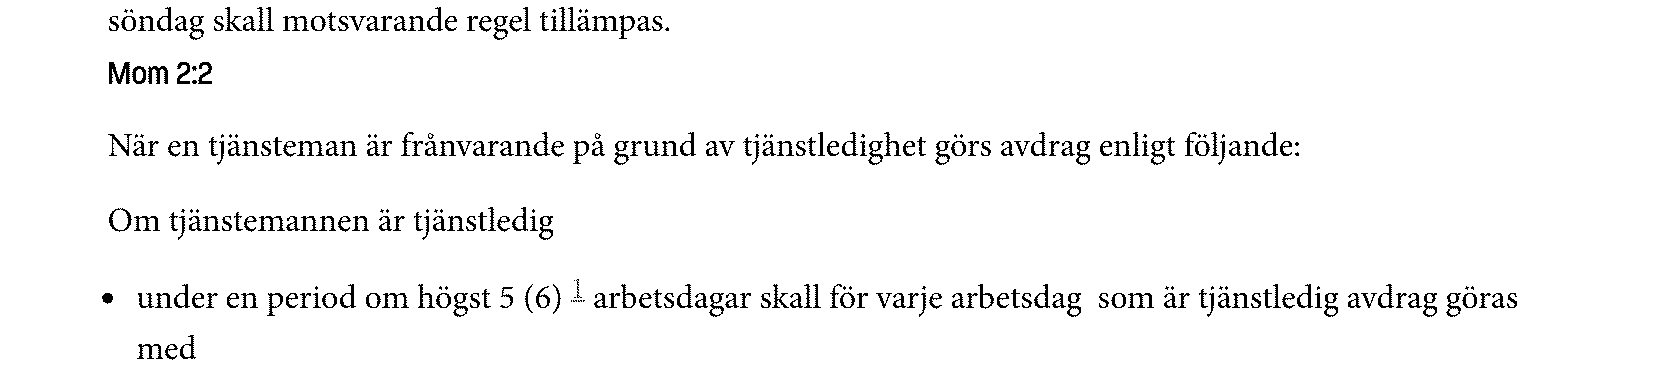 söndag skall motsvarande regel tillämpas.
Mom 2:2
När en tjänsteman är frånvarande på grund av tjänstledighet görs avdrag enligt följande:
Om tjänstemannen är tjänstledig
• under en period om högst 5 (6) 1 arbetsdagar skall för varje arbetsdag  som är tjänstledig avdrag göras
med